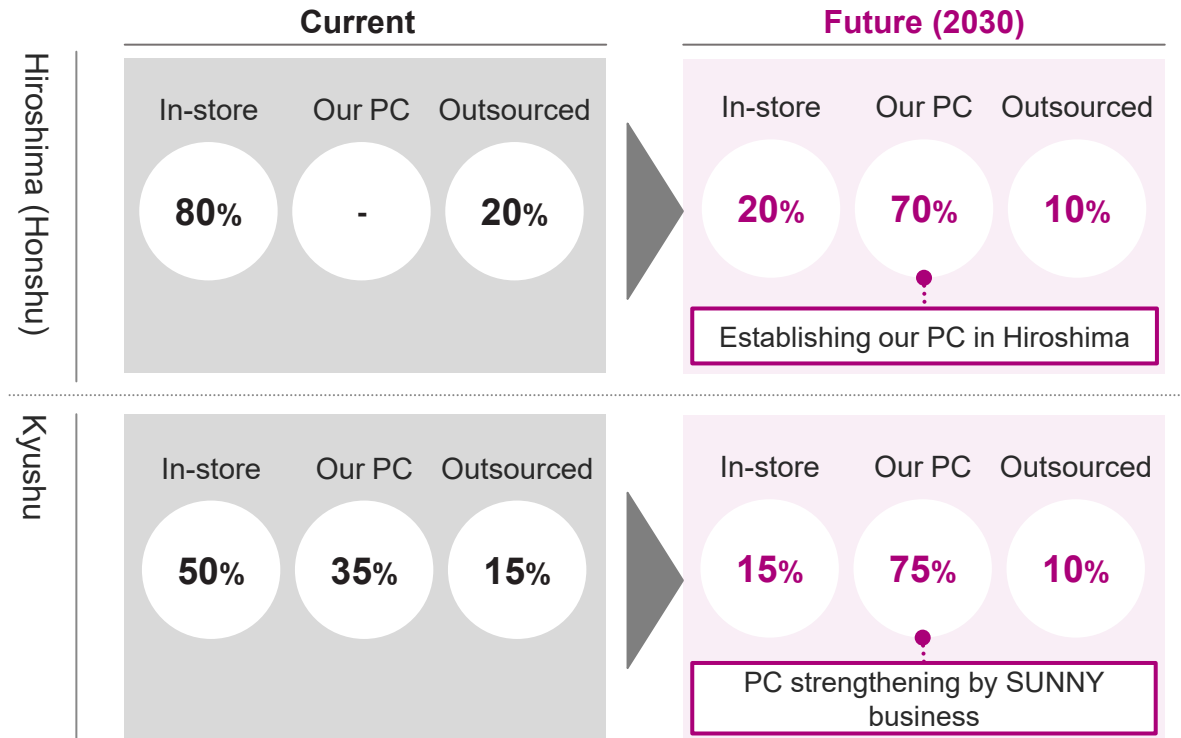 Current
Future (2030)
Hiroshima (Honshu)
In-store Our PC Outsourced
80% - 20%
In-store Our PC Outsourced
20% 70% 10%
Establishing our PC in Hiroshima
Kyushu
In-store Our PC Outsourced
50% 35% 15%
In-store Our PC Outsourced
15% 75% 10%
PC strengthening by SUNNY
business